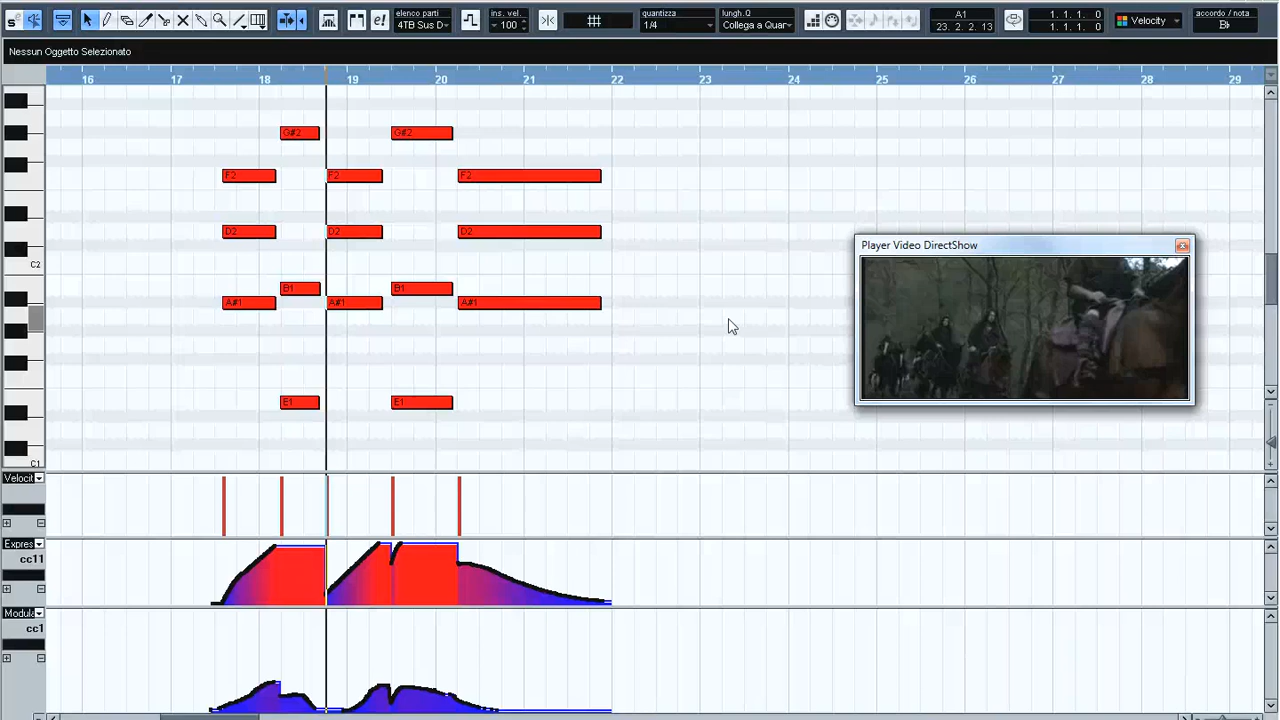 elenco parti ins. vel. quantizza lungh. Q A1 1. 1. 1. 0 accordo / nota
4TB Sus D 100 1/4 Collega a Quar 23. 2. 2. 13 1. 1. 1. 0 Velocity E♭
Nessun Oggetto Selezionato
16 17 18 19 20 21 22 23 24 25 26 27 28 29
G#2 G#2
F2 F2 F2
D2 D2 D2
Player Video DirectShow
C2
B1 B1
A#1 A#1 A#1
E1 E1
C1
Velocit
Expres
cc11
Modula
cc1